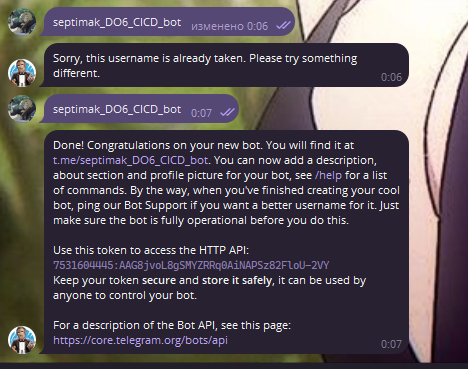 septimak_DO6_CICD_bot изменено 0:06
Sorry, this username is already taken. Please try something
different.
0:06
septimak_DO6_CICD_bot 0:07
Done! Congratulations on your new bot. You will find it at
t.me/septimak_DO6_CICD_bot. You can now add a description,
about section and profile picture for your bot, see /help for a list
of commands. By the way, when you've finished creating your cool
bot, ping our Bot Support if you want a better username for it. Just
make sure the bot is fully operational before you do this.
Use this token to access the HTTP API:
7531604445:AAG8jvoL8gSMYZRRq0AiNAPSz82FloU-2VY
Keep your token secure and store it safely, it can be used by
anyone to control your bot.
For a description of the Bot API, see this page:
https://core.telegram.org/bots/api
0:07